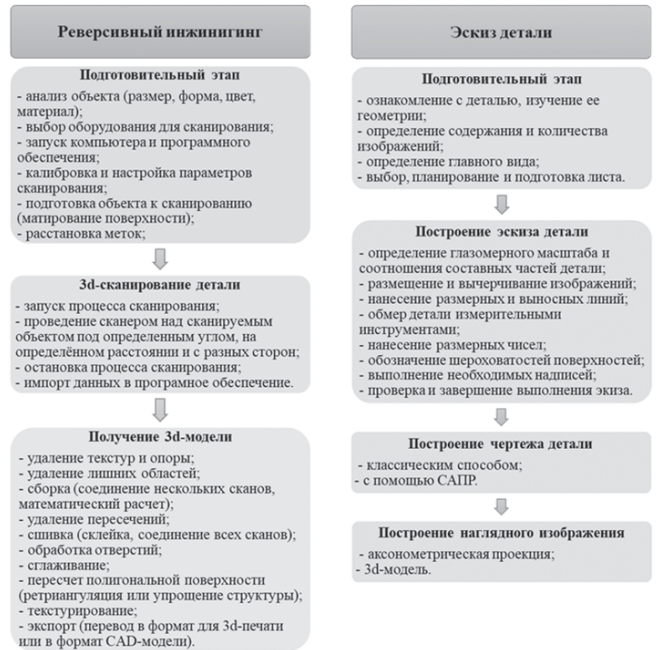 Реверсивный инжинигинг
Подготовительный этап
- анализ объекта (размер, форма, цвет,
материал);
- выбор оборудования для сканирования;
- запуск компьютера и программного
обеспечения;
- калибровка и настройка параметров
сканирования;
- подготовка объекта к сканированию
(матирование поверхности);
- расстановка меток;
3d-сканирование детали
- запуск процесса сканирования;
- проведение сканером над сканируемым
объектом под определенным углом, на
определённом расстоянии и с разных сторон;
- остановка процесса сканирования;
- импорт данных в програмное обеспечение.
Получение 3d-модели
- удаление текстур и опоры;
- удаление лишних областей;
- сборка (соединение нескольких сканов,
математический расчет);
- удаление пересечений;
- сшивка (склейка, соединение всех сканов);
- обработка отверстий;
- сглаживание;
- пересчет полигональной поверхности
(ретриангуляция или упрощение структуры);
- текстурирование;
- экспорт (перевод в формат для 3d-печати
или в формат CAD-модели).
Эскиз детали
Подготовительный этап
- ознакомление с деталью, изучение ее
геометрии;
- определение содержания и количества
изображений;
- определение главного вида;
- выбор, планирование и подготовка листа.
Построение эскиза детали
- определение глазомерного масштаба и
соотношения составных частей детали;
- размещение и вычерчивание изображений;
- нанесение размерных и выносных линий;
- обмер детали измерительными
инструментами;
- нанесение размерных чисел;
- обозначение шероховатостей поверхностей;
- выполнение необходимых надписей;
- проверка и завершение выполнения экиза.
Построение чертежа детали
- классическим способом;
- с помощью САПР.
Построение наглядного изображения
- аксонометрическая проекция;
- 3d-модель.